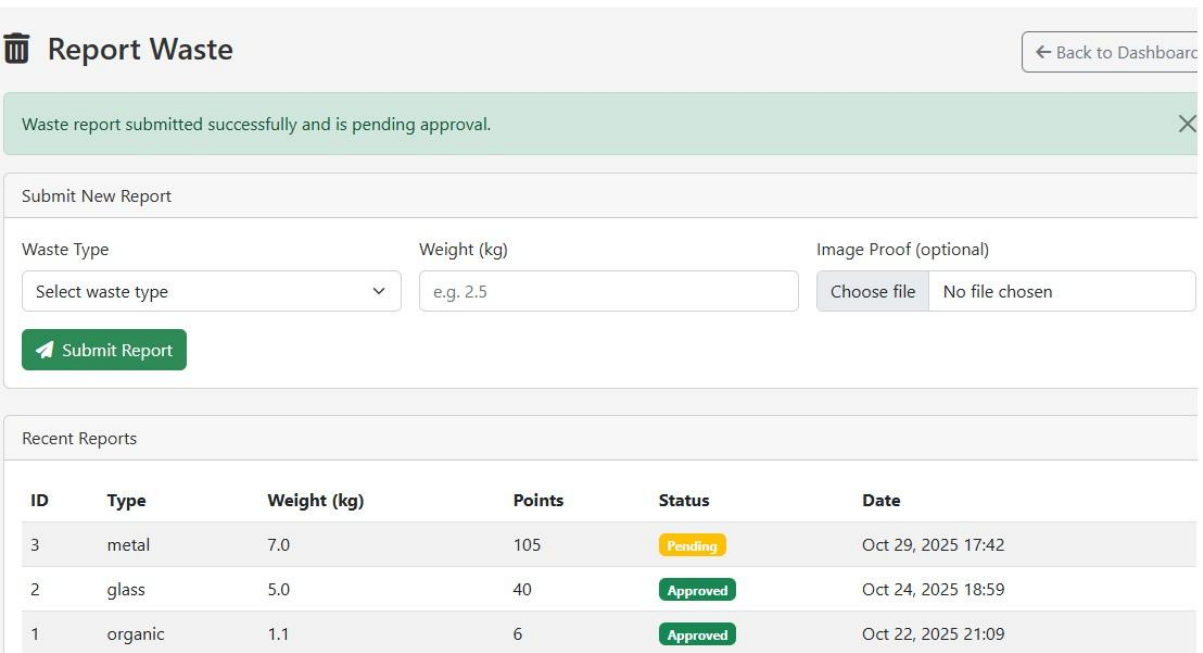 Report Waste
← Back to Dashboard
Waste report submitted successfully and is pending approval.
Submit New Report
Waste Type Weight (kg) Image Proof (optional)
Select waste type e.g. 2.5 Choose file No file chosen
Submit Report
Recent Reports
ID Type Weight (kg) Points Status Date
3 metal 7.0 105 Pending Oct 29, 2025 17:42
2 glass 5.0 40 Approved Oct 24, 2025 18:59
1 organic 1.1 6 Approved Oct 22, 2025 21:09